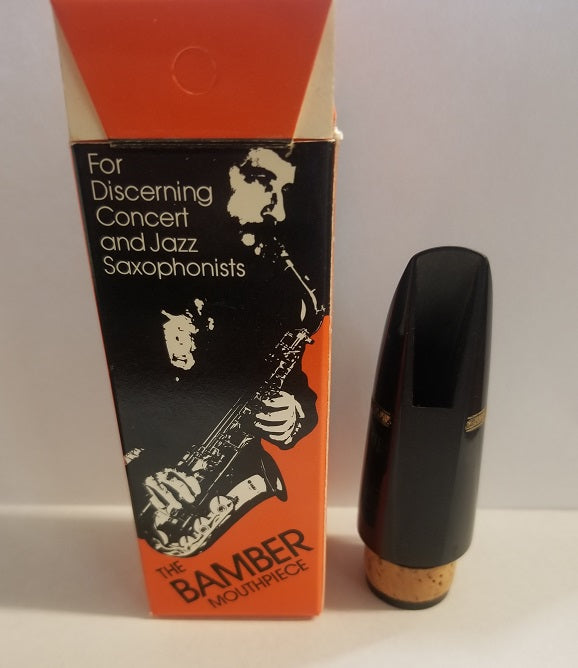 For
Discerning
Concert
and Jazz
Saxophonists
THE
BAMBER
MOUTHPIECE